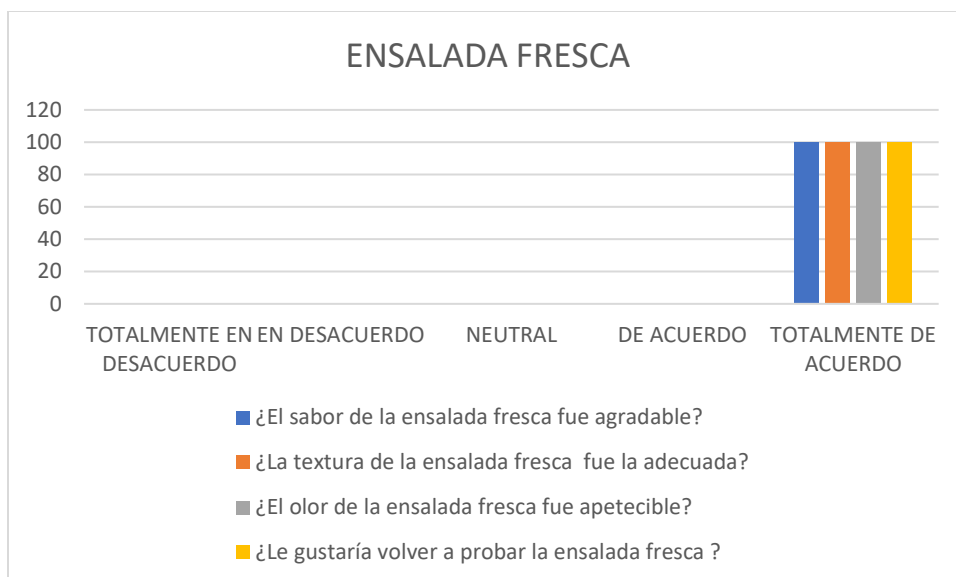 ENSALADA FRESCA
120
100
80
60
40
20
0
TOTALMENTE EN DESACUERDO
EN DESACUERDO
NEUTRAL
DE ACUERDO
TOTALMENTE DE ACUERDO
¿El sabor de la ensalada fresca fue agradable?
¿La textura de la ensalada fresca  fue la adecuada?
¿El olor de la ensalada fresca fue apetecible?
¿Le gustaría volver a probar la ensalada fresca ?